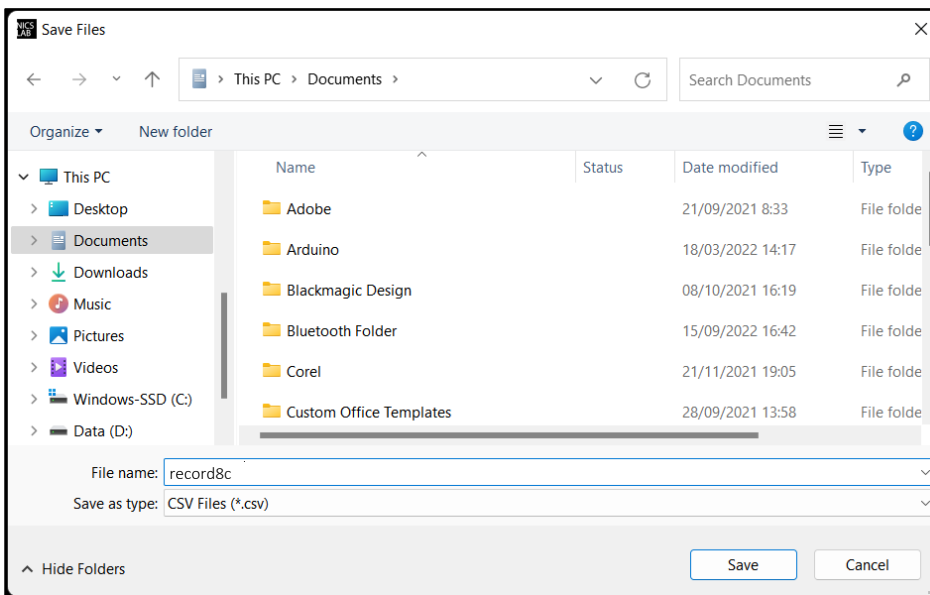 NICS LAB Save Files
This PC > Documents > Search Documents
Organize New folder ?
Name Status Date modified Type
This PC
Desktop
Documents
Downloads
Music
Pictures
Videos
Windows-SSD (C:)
Data (D:)
Adobe 21/09/2021 8:33 File folde
Arduino 18/03/2022 14:17 File folde
Blackmagic Design 08/10/2021 16:19 File folde
Bluetooth Folder 15/09/2022 16:42 File folde
Corel 21/11/2021 19:05 File folde
Custom Office Templates 28/09/2021 13:58 File folde
File name: record8c
Save as type: CSV Files (*.csv)
Hide Folders Save Cancel